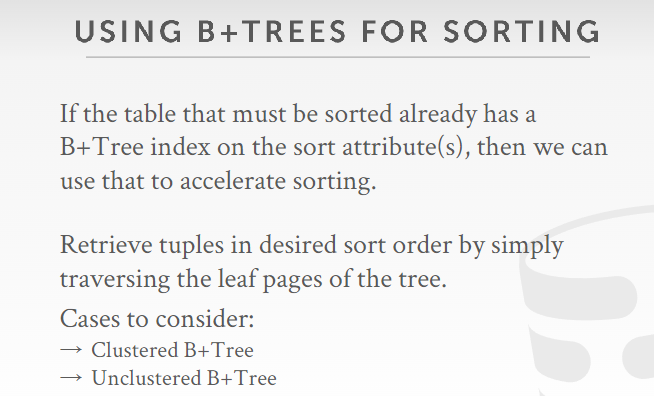 USING B+TREES FOR SORTING
If the table that must be sorted already has a
B+Tree index on the sort attribute(s), then we can
use that to accelerate sorting.
Retrieve tuples in desired sort order by simply
traversing the leaf pages of the tree.
Cases to consider:
→ Clustered B+Tree
→ Unclustered B+Tree